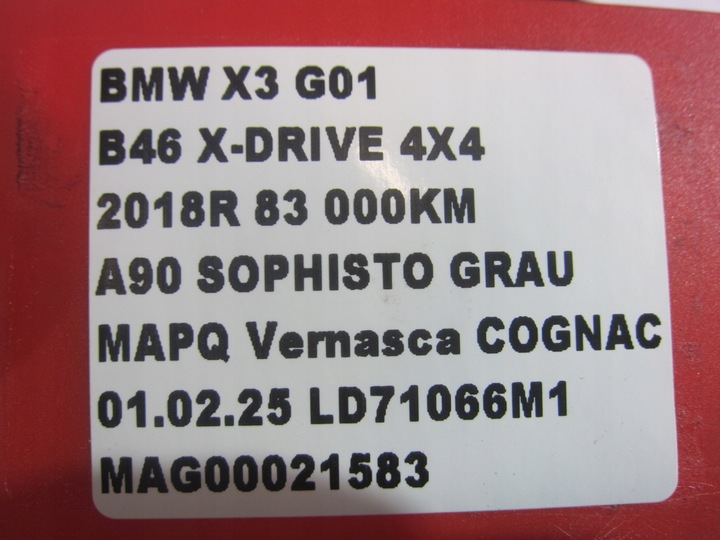 BMW X3 G01
B46 X-DRIVE 4X4
2018R 83 000KM
A90 SOPHISTO GRAU
MAPQ Vernasca COGNAC
01.02.25 LD71066M1
MAG00021583